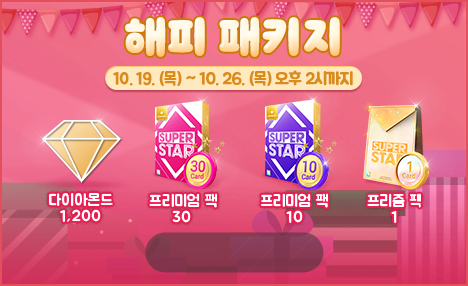 해피 패키지
10. 19. (목) ~ 10. 26. (목) 오후 2시까지
SUPER
STAR
30
Card
SUPER
STAR
10
Card
SUPER
STAR
1
Card
다이아몬드
1,200
프리미엄 팩
30
프리미엄 팩
10
프리즘 팩
1